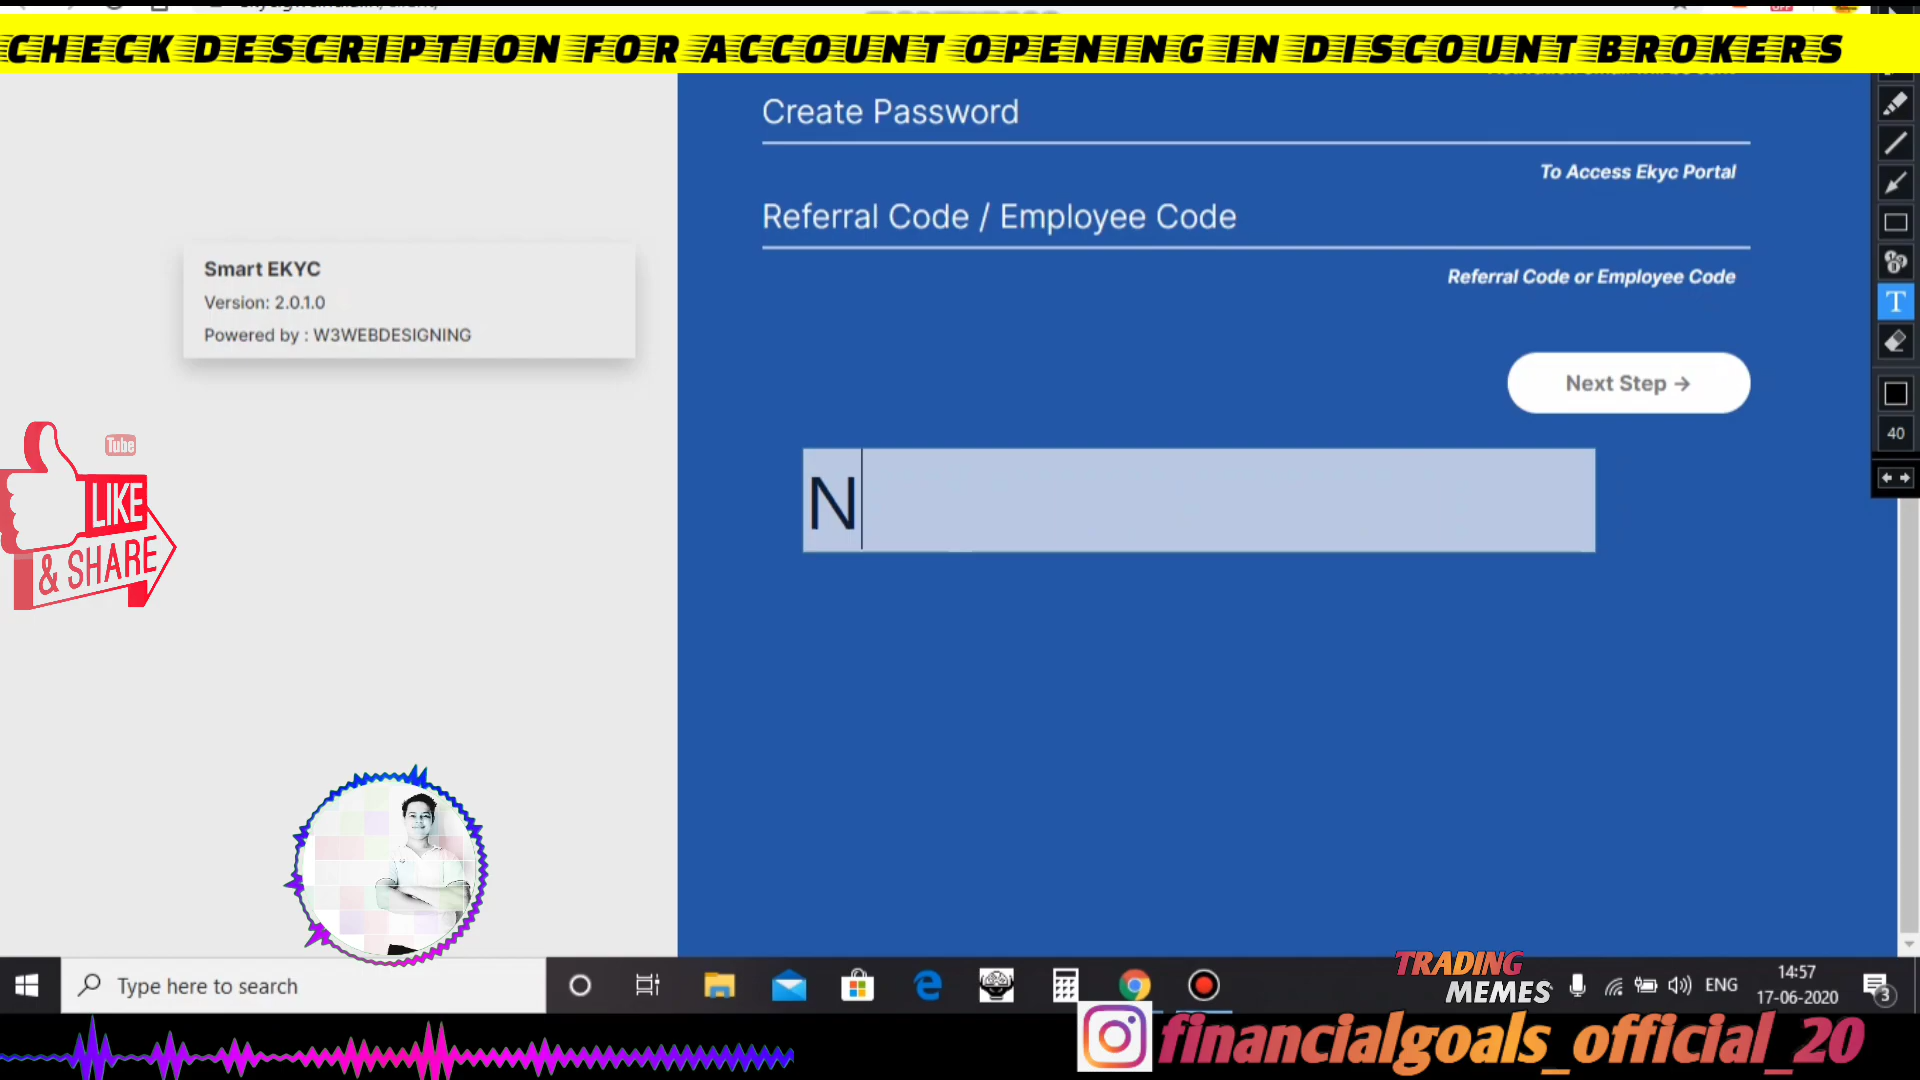 CHECK DESCRIPTION FOR ACCOUNT OPENING IN DISCOUNT BROKERS
Create Password
To Access Ekyc Portal
Referral Code / Employee Code
Referral Code or Employee Code
Smart EKYC
Version: 2.0.1.0
Powered by : W3WEBDESIGNING
Next Step →
T
40
Tube
LIKE
& SHARE
N
Type here to search
TRADING
MEMES
ENG
14:57
17-06-2020
3
financialgoals_official_20